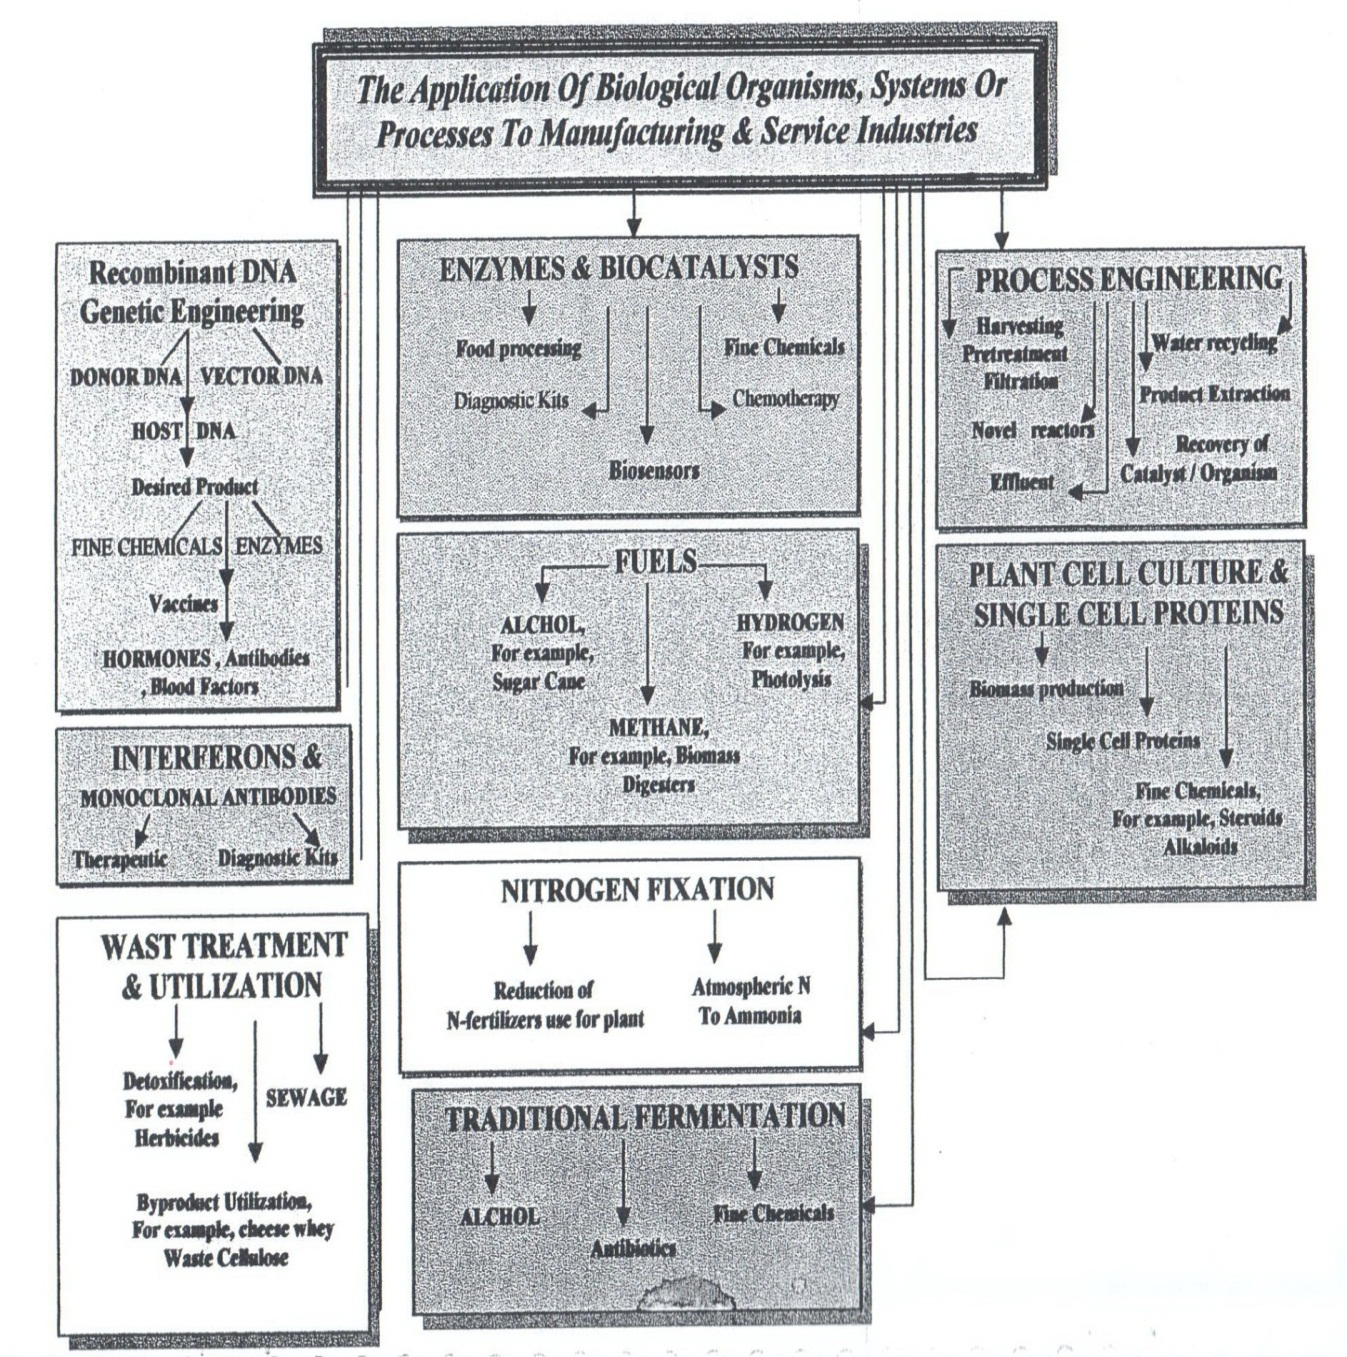 The Application Of Biological Organisms, Systems Or
Processes To Manufacturing & Service Industries
Recombinant DNA
Genetic Engineering
DONOR DNA VECTOR DNA
HOST DNA
Desired Product
FINE CHEMICALS ENZYMES
Vaccines
HORMONES , Antibodies
, Blood Factors
INTERFERONS &
MONOCLONAL ANTIBODIES
Therapeutic Diagnostic Kits
WAST TREATMENT
& UTILIZATION
Detoxification,
For example
Herbicides
SEWAGE
Byproduct Utilization,
For example, cheese whey
Waste Cellulose
ENZYMES & BIOCATALYSTS
Food processing
Fine Chemicals
Diagnostic Kits
Chemotherapy
Biosensors
FUELS
ALCHOL,
For example,
Sugar Cane
HYDROGEN
For example,
Photolysis
METHANE,
For example, Biomass
Digesters
NITROGEN FIXATION
Reduction of
N-fertilizers use for plant
Atmospheric N
To Ammonia
TRADITIONAL FERMENTATION
ALCHOL
Fine Chemicals
Antibiotics
PROCESS ENGINEERING
Harvesting
Pretreatment
Filtration
Water recycling
Product Extraction
Novel reactors
Recovery of
Catalyst / Organism
Effluent
PLANT CELL CULTURE &
SINGLE CELL PROTEINS
Biomass production
Single Cell Proteins
Fine Chemicals,
For example, Steroids
Alkaloids